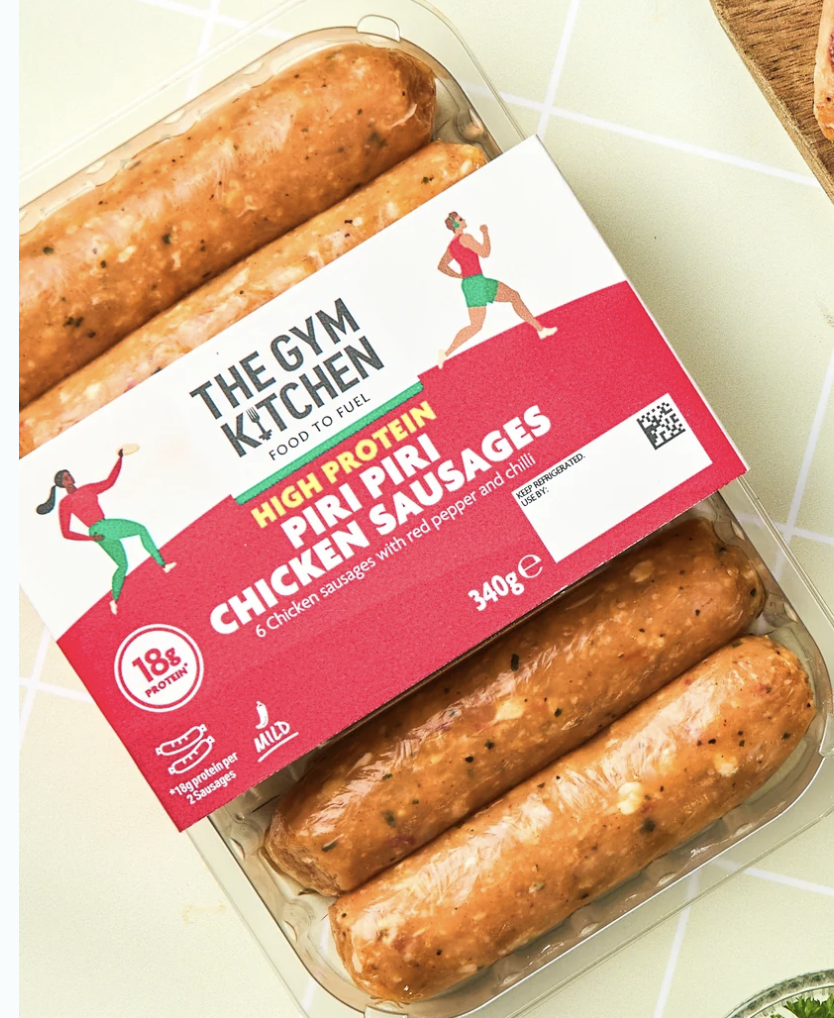 THE GYM
KITCHEN
FOOD TO FUEL
HIGH PROTEIN
PIRI PIRI
CHICKEN SAUSAGES
6 Chicken sausages with red pepper and chilli
KEEP REFRIGERATED.
USE BY:
340g℮
18g
PROTEIN*
MILD
*18g protein per
2 Sausages